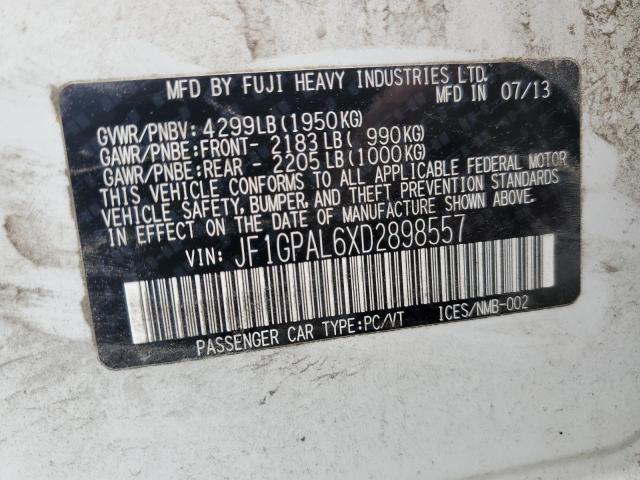 MFD BY FUJI HEAVY INDUSTRIES LTD.
MFD IN 07/13
GVWR/PNBV: 4299LB(1950KG)
GAWR/PNBE:FRONT- 2183LB( 990KG)
GAWR/PNBE:REAR - 2205LB(1000KG)
THIS VEHICLE CONFORMS TO ALL APPLICABLE FEDERAL MOTOR
VEHICLE SAFETY, BUMPER, AND THEFT PREVENTION STANDARDS
IN EFFECT ON THE DATE OF MANUFACTURE SHOWN ABOVE.
VIN: JF1GPAL6XD2898557
PASSENGER CAR TYPE:PC/VT ICES/NMB-002